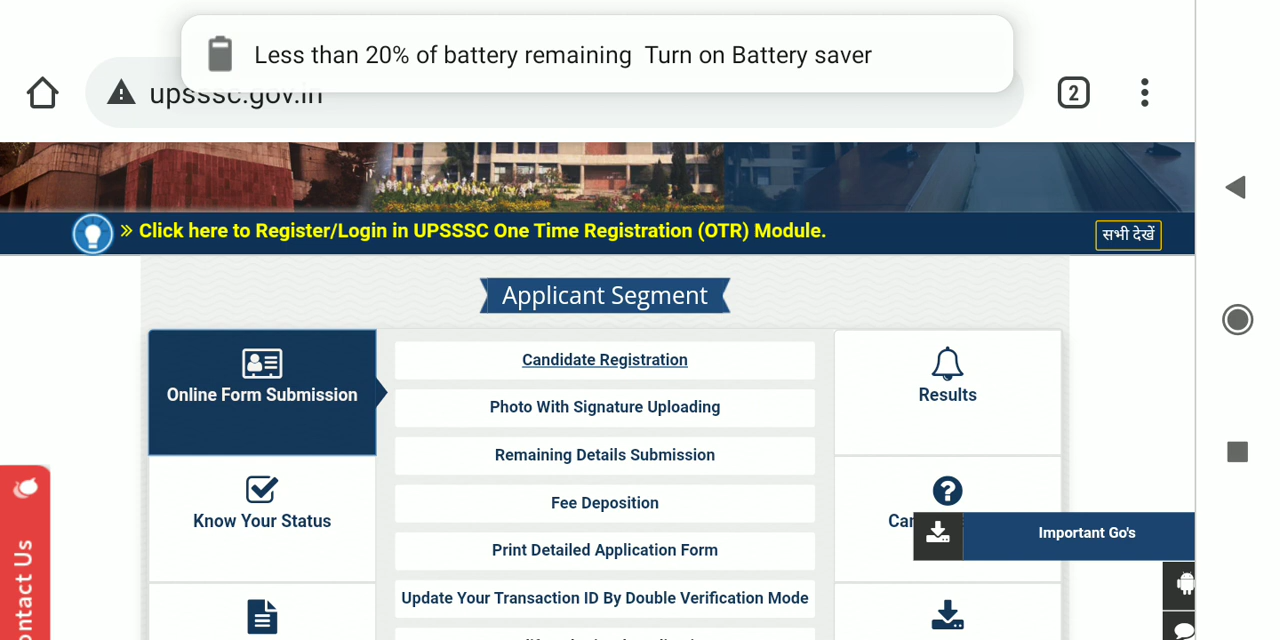 Less than 20% of battery remaining Turn on Battery saver
upsssc.gov.in
2
» Click here to Register/Login in UPSSSC One Time Registration (OTR) Module.
सभी देखें
Applicant Segment
Online Form Submission
Candidate Registration
Photo With Signature Uploading
Remaining Details Submission
Fee Deposition
Print Detailed Application Form
Update Your Transaction ID By Double Verification Mode
Know Your Status
Results
Important Go's
ontact Us